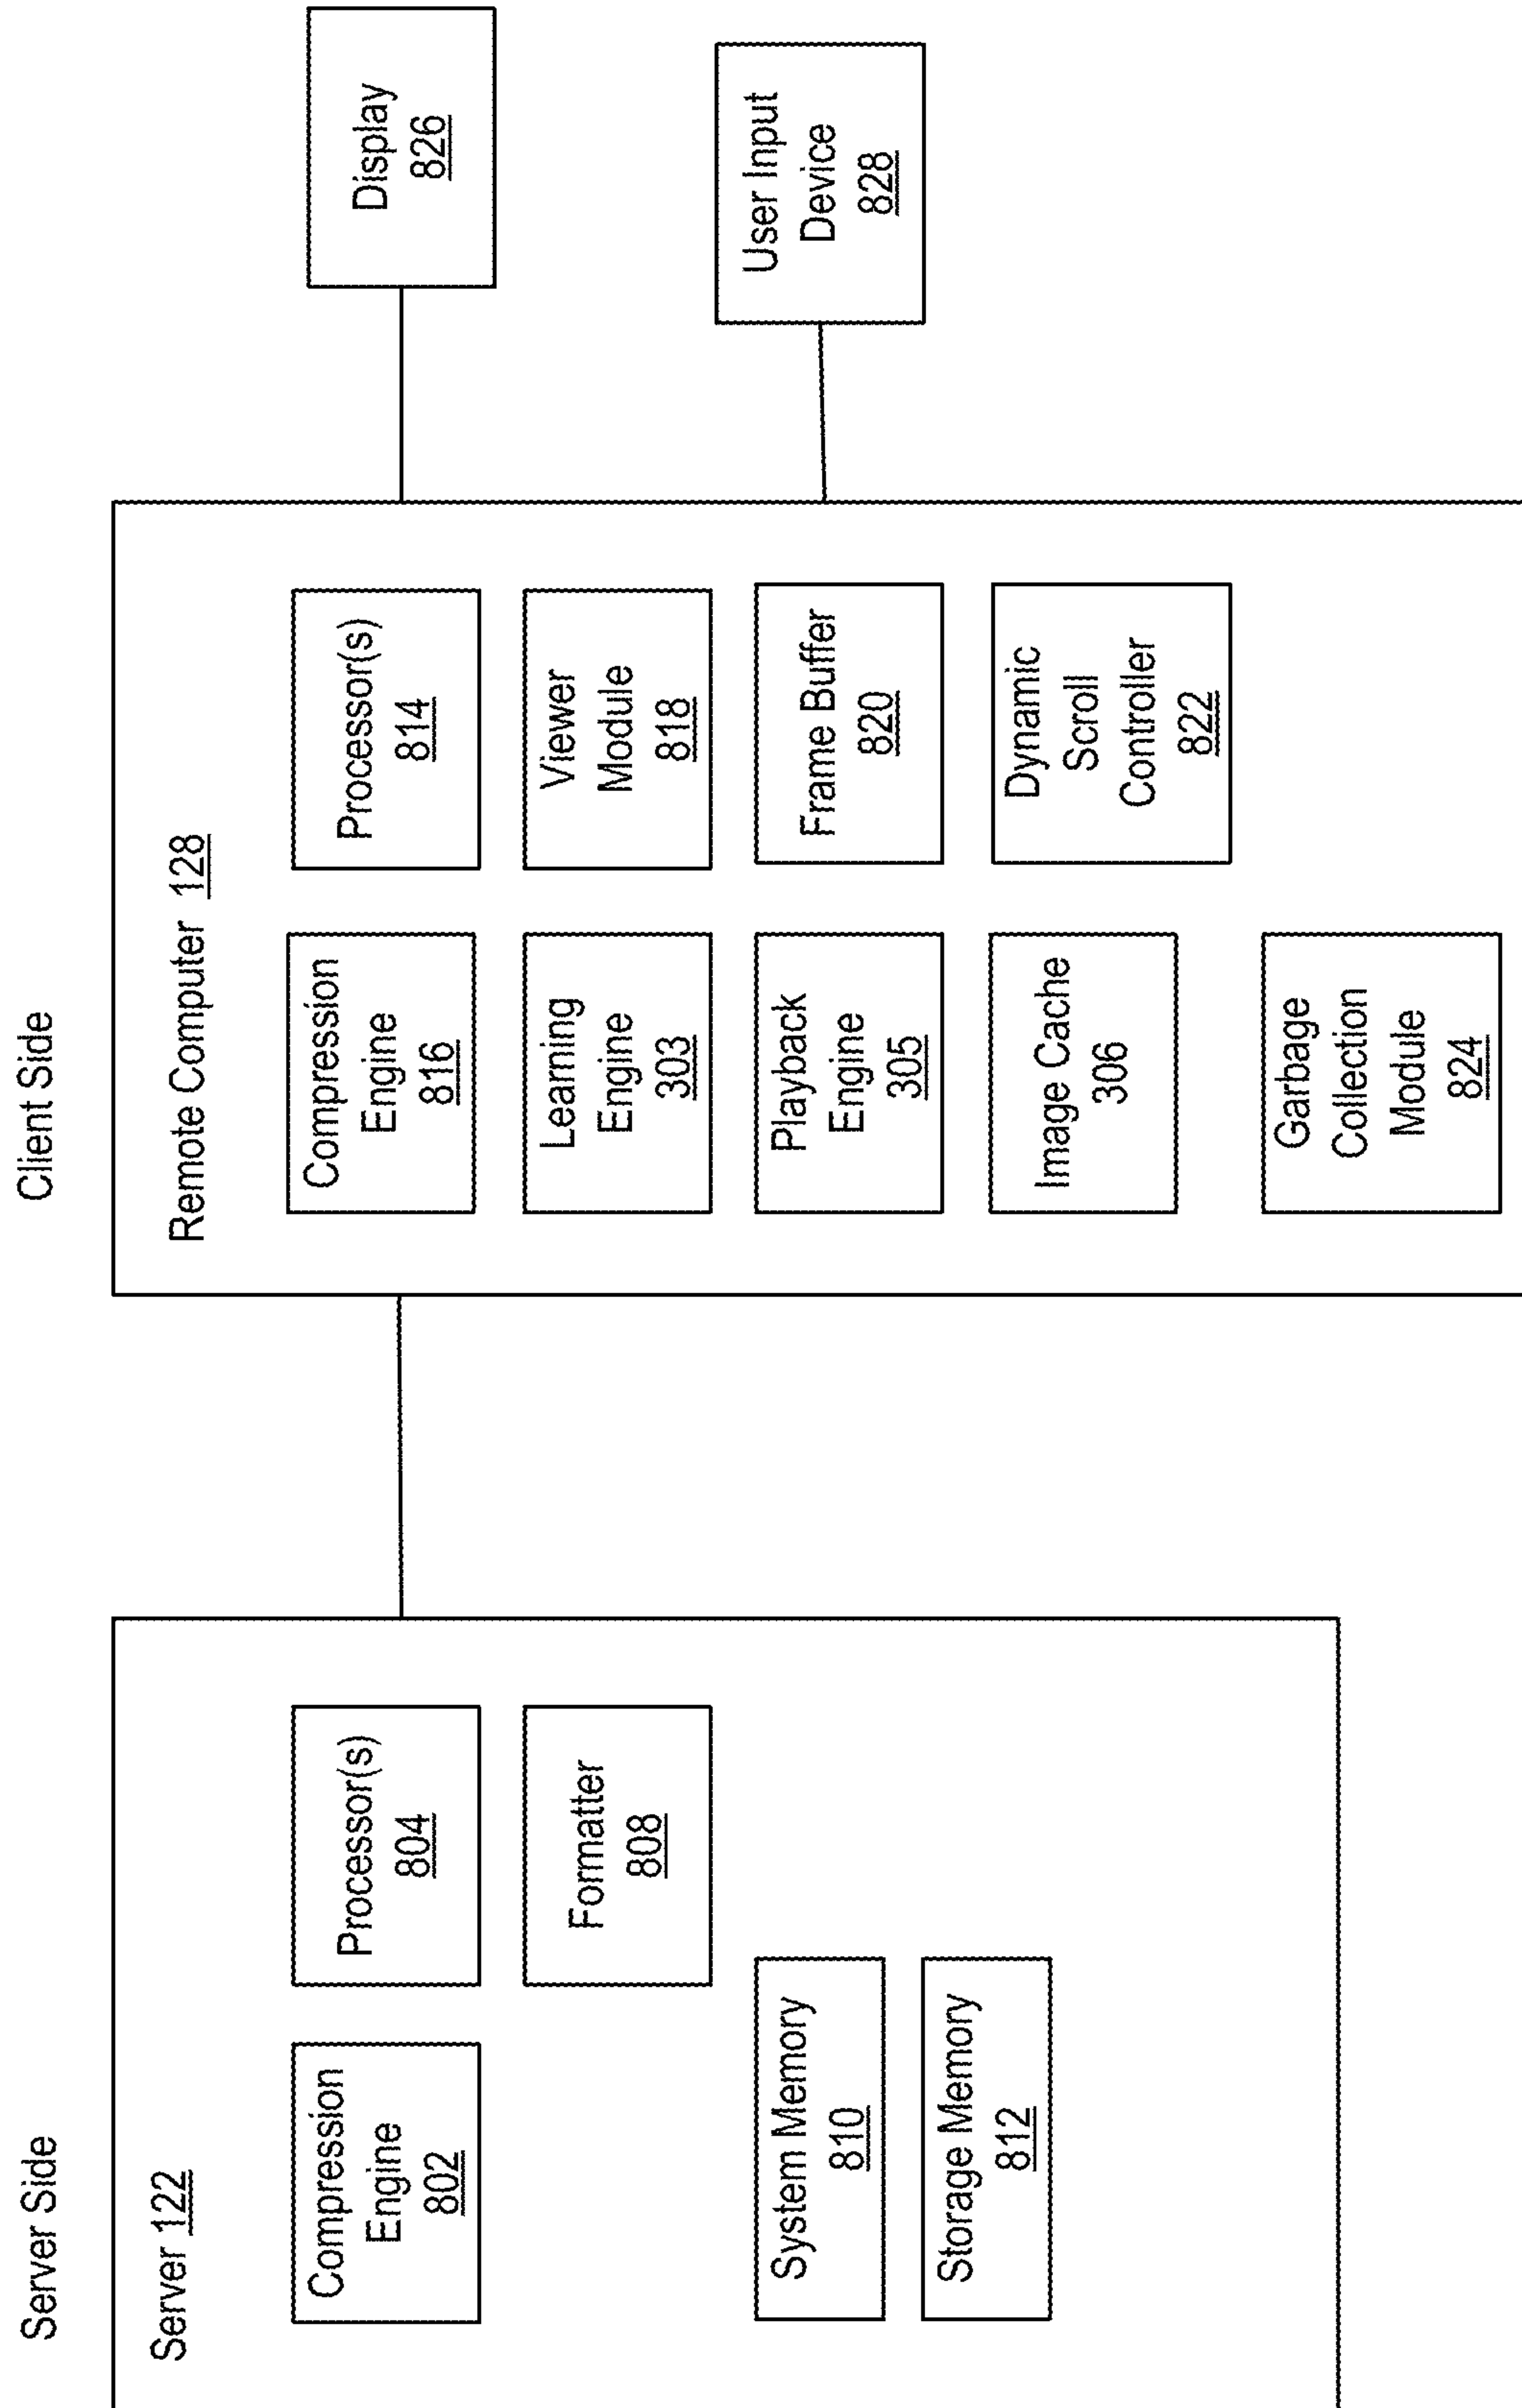 Server Side
Server 122
Compression
Engine
802
Processor(s)
804
Formatter
808
System Memory
810
Storage Memory
812
Client Side
Remote Computer 128
Compression
Engine
816
Processor(s)
814
Learning
Engine
303
Viewer
Module
818
Playback
Engine
305
Frame Buffer
820
Image Cache
306
Dynamic
Scroll
Controller
822
Garbage
Collection
Module
824
Display
826
User Input
Device
828